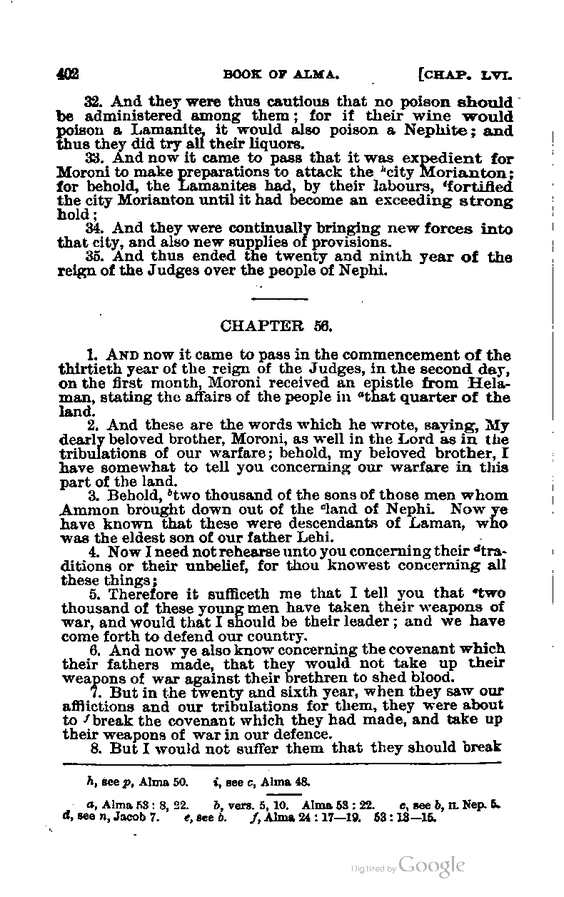 402 BOOK OF ALMA. [CHAP. LVI.
32. And they were thus cautious that no poison should
be administered among them; for if their wine would
poison a Lamanite, it would also poison a Nephite; and
thus they did try all their liquors.
33. And now it came to pass that it was expedient for
Moroni to make preparations to attack the hcity Morianton;
for behold, the Lamanites had, by their labours, ifortified
the city Morianton until it had become an exceeding strong
hold;
34. And they were continually bringing new forces into
that city, and also new supplies of provisions.
35. And thus ended the twenty and ninth year of the
reign of the Judges over the people of Nephi.
CHAPTER 56.
1. AND now it came to pass in the commencement of the
thirtieth year of the reign of the Judges, in the second day,
on the first month, Moroni received an epistle from Hela-
man, stating the affairs of the people in athat quarter of the
land.
2. And these are the words which he wrote, saying, My
dearly beloved brother, Moroni, as well in the Lord as in the
tribulations of our warfare; behold, my beloved brother, I
have somewhat to tell you concerning our warfare in this
part of the land.
3. Behold, btwo thousand of the sons of those men whom
Ammon brought down out of the cland of Nephi. Now ye
have known that these were descendants of Laman, who
was the eldest son of our father Lehi.
4. Now I need not rehearse unto you concerning their dtra-
ditions or their unbelief, for thou knowest concerning all
these things;
5. Therefore it sufficeth me that I tell you that etwo
thousand of these young men have taken their weapons of
war, and would that I should be their leader; and we have
come forth to defend our country.
6. And now ye also know concerning the covenant which
their fathers made, that they would not take up their
weapons of war against their brethren to shed blood.
7. But in the twenty and sixth year, when they saw our
afflictions and our tribulations for them, they were about
to fbreak the covenant which they had made, and take up
their weapons of war in our defence.
8. But I would not suffer them that they should break
h, see p, Alma 50. i, see c, Alma 48.
a, Alma 53 : 8, 22. b, vers. 5, 10. Alma 53 : 22. c, see b, II. Nep. 5.
d, see n, Jacob 7. e, see b. f, Alma 24 : 17—19. 53 : 13—15.
Digitized by Google